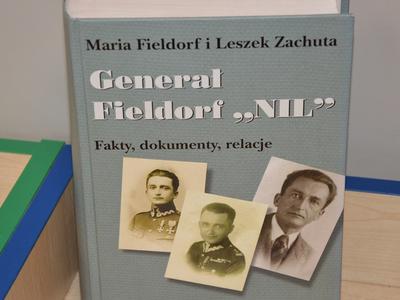 Maria Fieldorf i Leszek Zachuta
Generał
Fieldorf „NIL”
Fakty, dokumenty, relacje